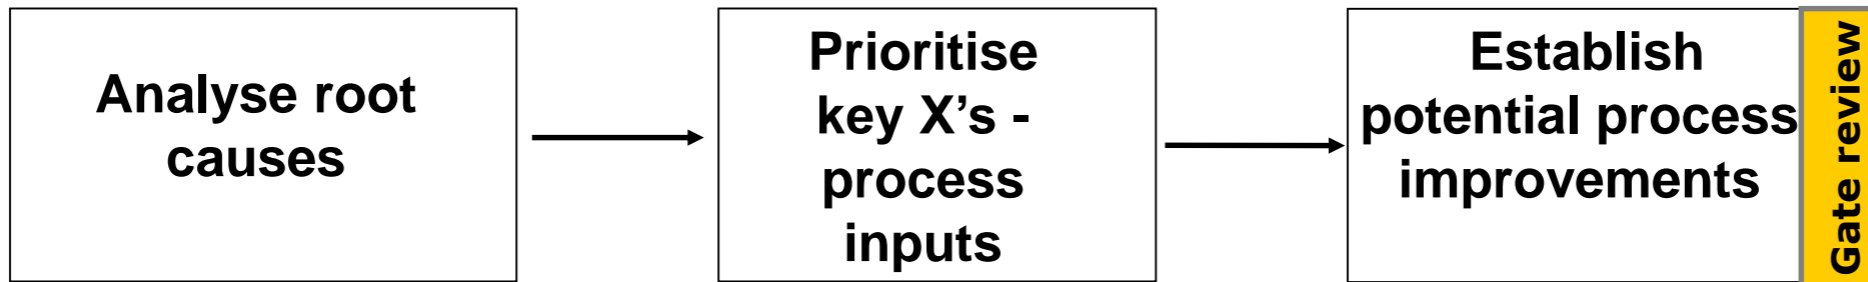 Analyse root
causes
Prioritise
key X’s -
process
inputs
Establish
potential process
improvements
Gate review